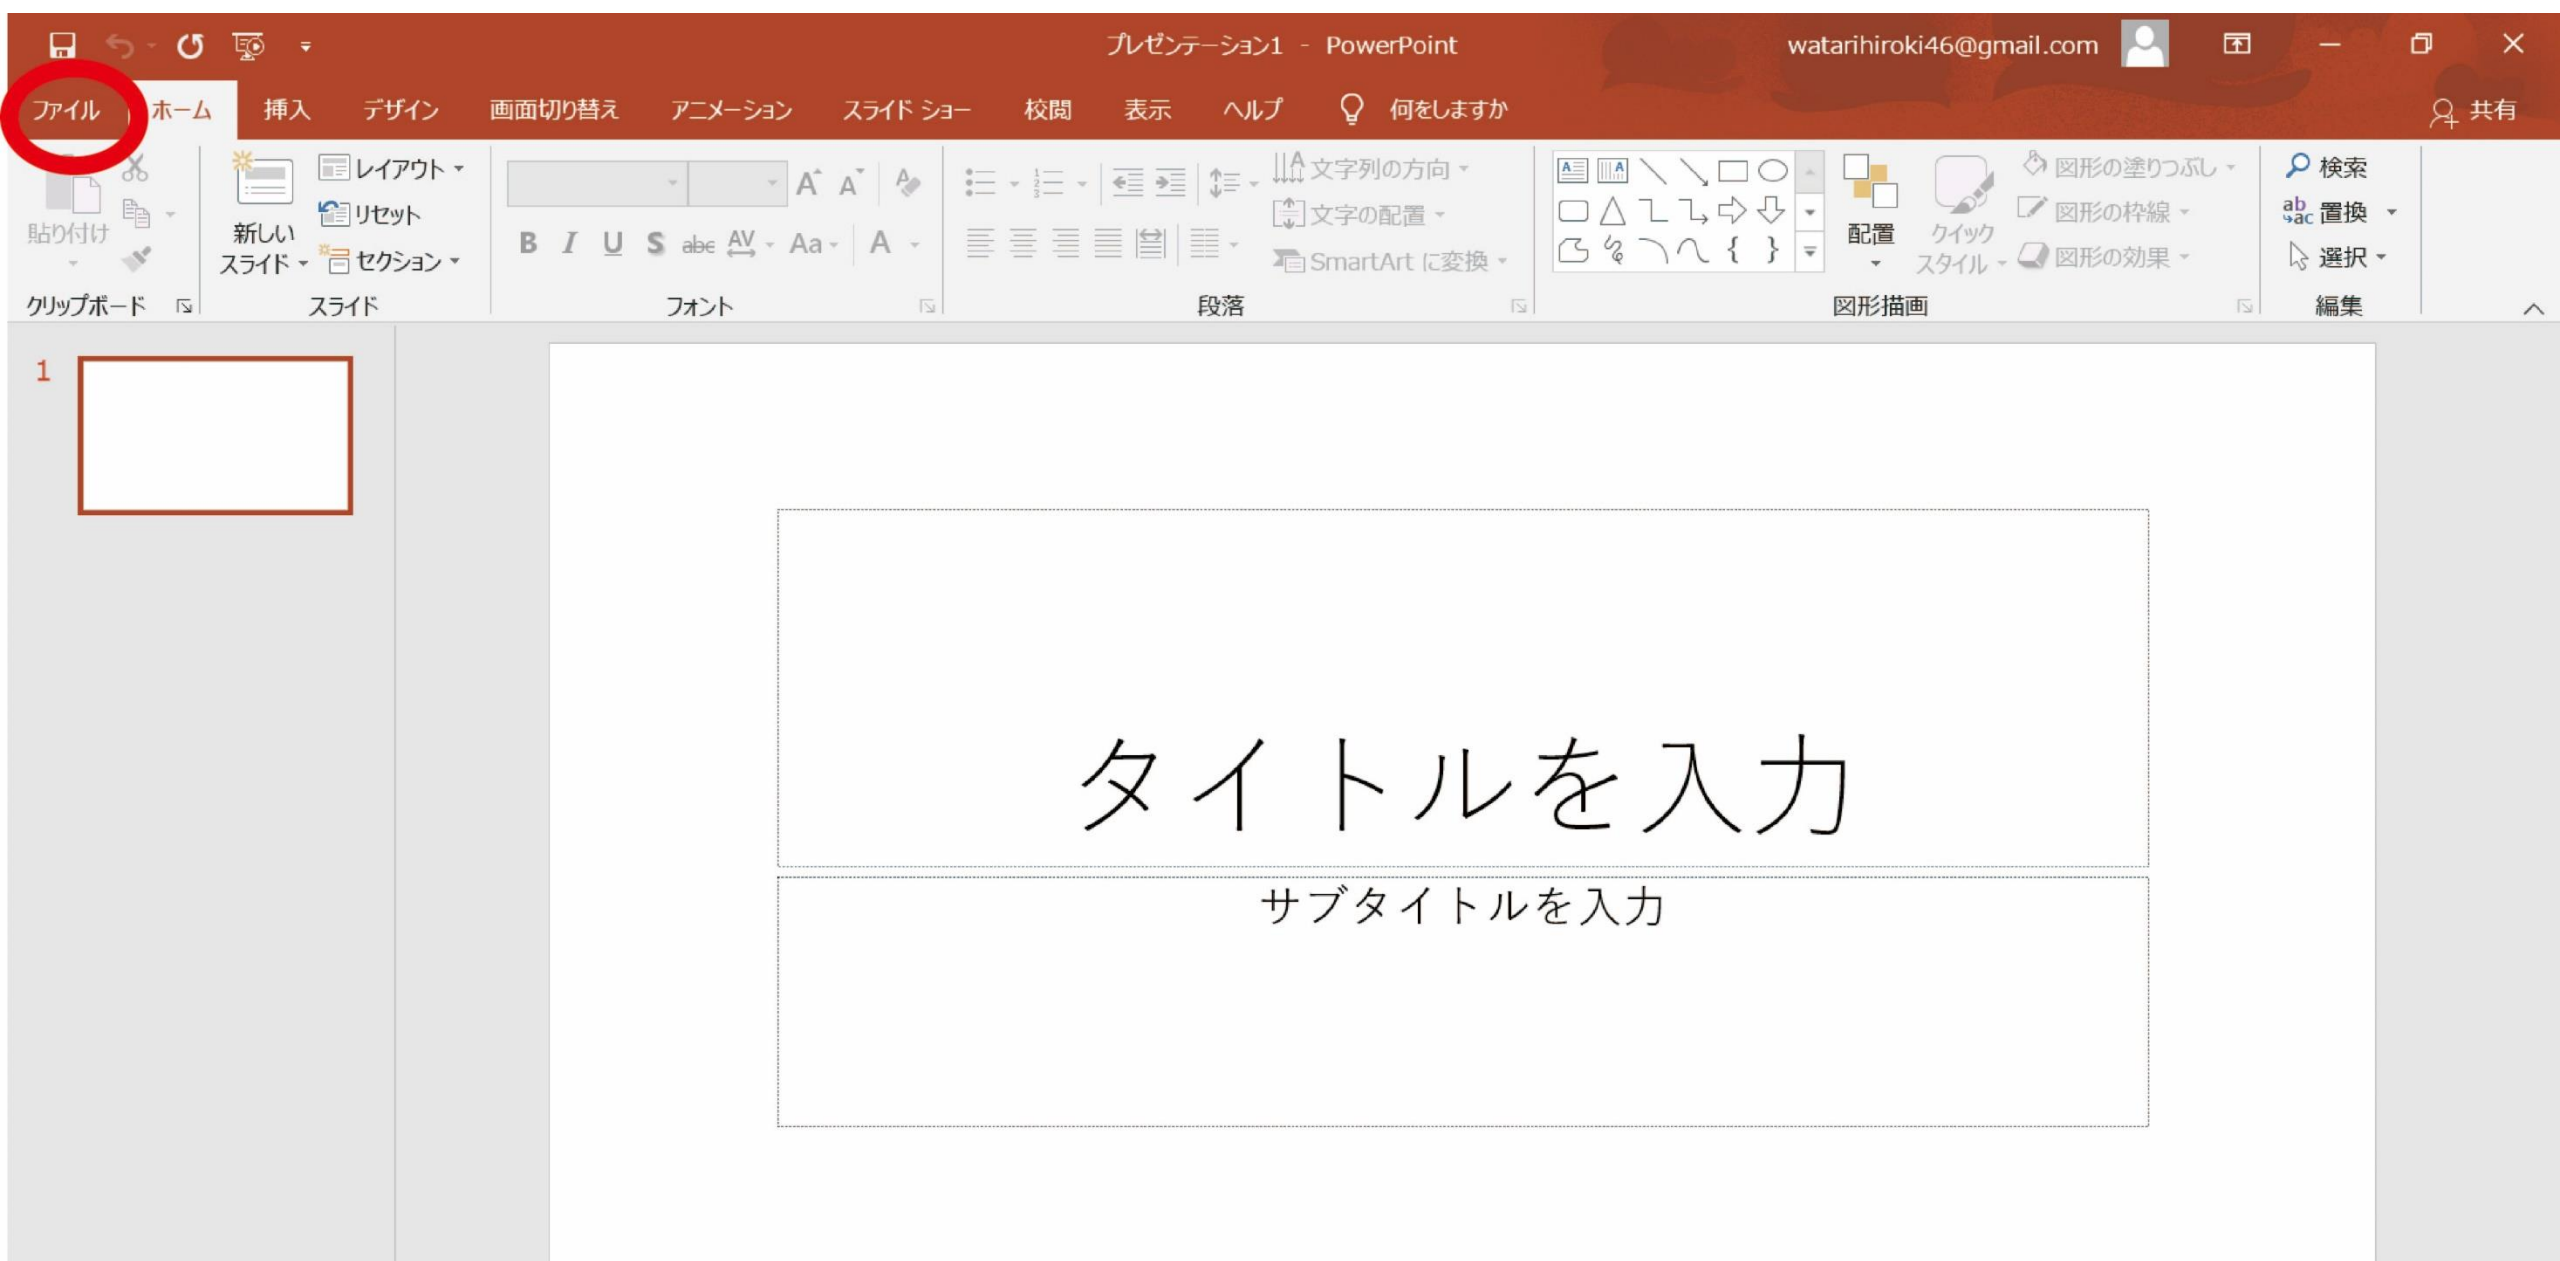 プレゼンテーション1 - PowerPoint
watarihiroki46@gmail.com
ファイル ホーム 挿入 デザイン 画面切り替え アニメーション スライド ショー 校閲 表示 ヘルプ 何をしますか 共有
貼り付け
クリップボード
新しい
スライド
レイアウト
リセット
セクション
スライド
A A A
B I U S abc AV Aa A
フォント
文字列の方向
文字の配置
SmartArt に変換
段落
配置
クイック
スタイル
図形の塗りつぶし
図形の枠線
図形の効果
図形描画
検索
ab
ac 置換
選択
編集
1
タイトルを入力
サブタイトルを入力